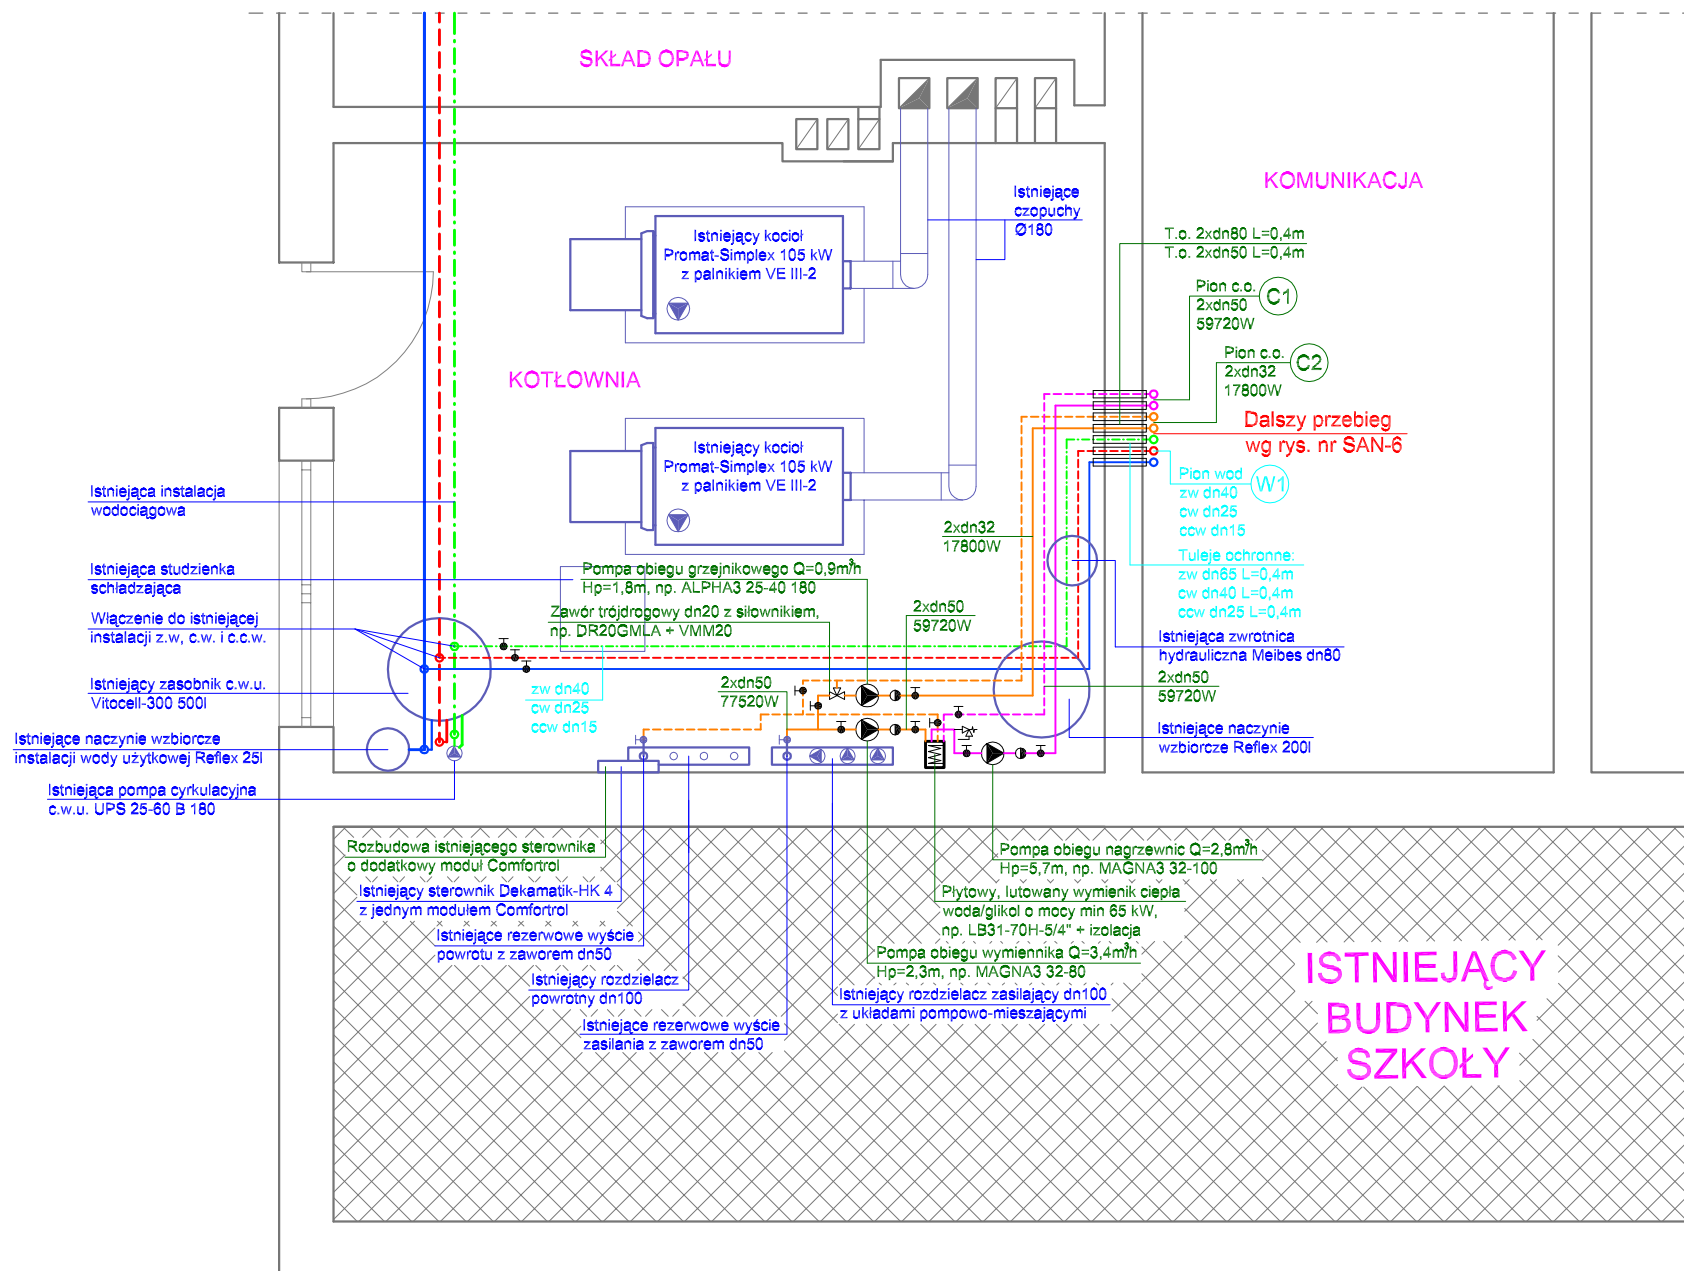 SKŁAD OPAŁU
KOMUNIKACJA
Istniejące
czopuchy
Ø180
Istniejący kocioł
Promat-Simplex 105 kW
z palnikiem VE III-2
T.o. 2xdn80 L=0,4m
T.o. 2xdn50 L=0,4m
Pion c.o.
2xdn50
59720W
C1
Pion c.o.
2xdn32
17800W
C2
KOTŁOWNIA
Dalszy przebieg
wg rys. nr SAN-6
Istniejący kocioł
Promat-Simplex 105 kW
z palnikiem VE III-2
Pion wod
zw dn40
cw dn25
ccw dn15
W1
Istniejąca instalacja
wodociągowa
2xdn32
17800W
Tuleje ochronne:
zw dn65 L=0,4m
cw dn40 L=0,4m
ccw dn25 L=0,4m
Istniejąca studzienka
schładzająca
Pompa obiegu grzejnikowego Q=0,9m³/h
Hp=1,8m, np. ALPHA3 25-40 180
Zawór trójdrogowy dn20 z siłownikiem,
np. DR20GMLA + VMM20
2xdn50
59720W
Włączenie do istniejącej
instalacji z.w, c.w. i c.c.w.
Istniejąca zwrotnica
hydrauliczna Meibes dn80
Istniejący zasobnik c.w.u.
Vitocell-300 500l
zw dn40
cw dn25
ccw dn15
2xdn50
77520W
2xdn50
59720W
Istniejące naczynie
wzbiorcze Reflex 200l
Istniejące naczynie wzbiorcze
instalacji wody użytkowej Reflex 25l
Istniejąca pompa cyrkulacyjna
c.w.u. UPS 25-60 B 180
Rozbudowa istniejącego sterownika
o dodatkowy moduł Comfortrol
Istniejący sterownik Dekamatik-HK 4
z jednym modułem Comfortrol
Istniejące rezerwowe wyście
powrotu z zaworem dn50
Istniejący rozdzielacz
powrotny dn100
Istniejące rezerwowe wyście
zasilania z zaworem dn50
Pompa obiegu nagrzewnic Q=2,8m³/h
Hp=5,7m, np. MAGNA3 32-100
Płytowy, lutowany wymienik ciepła
woda/glikol o mocy min 65 kW,
np. LB31-70H-5/4" + izolacja
Pompa obiegu wymiennika Q=3,4m³/h
Hp=2,3m, np. MAGNA3 32-80
Istniejący rozdzielacz zasilający dn100
z układami pompowo-mieszającymi
ISTNIEJĄCY
BUDYNEK
SZKOŁY